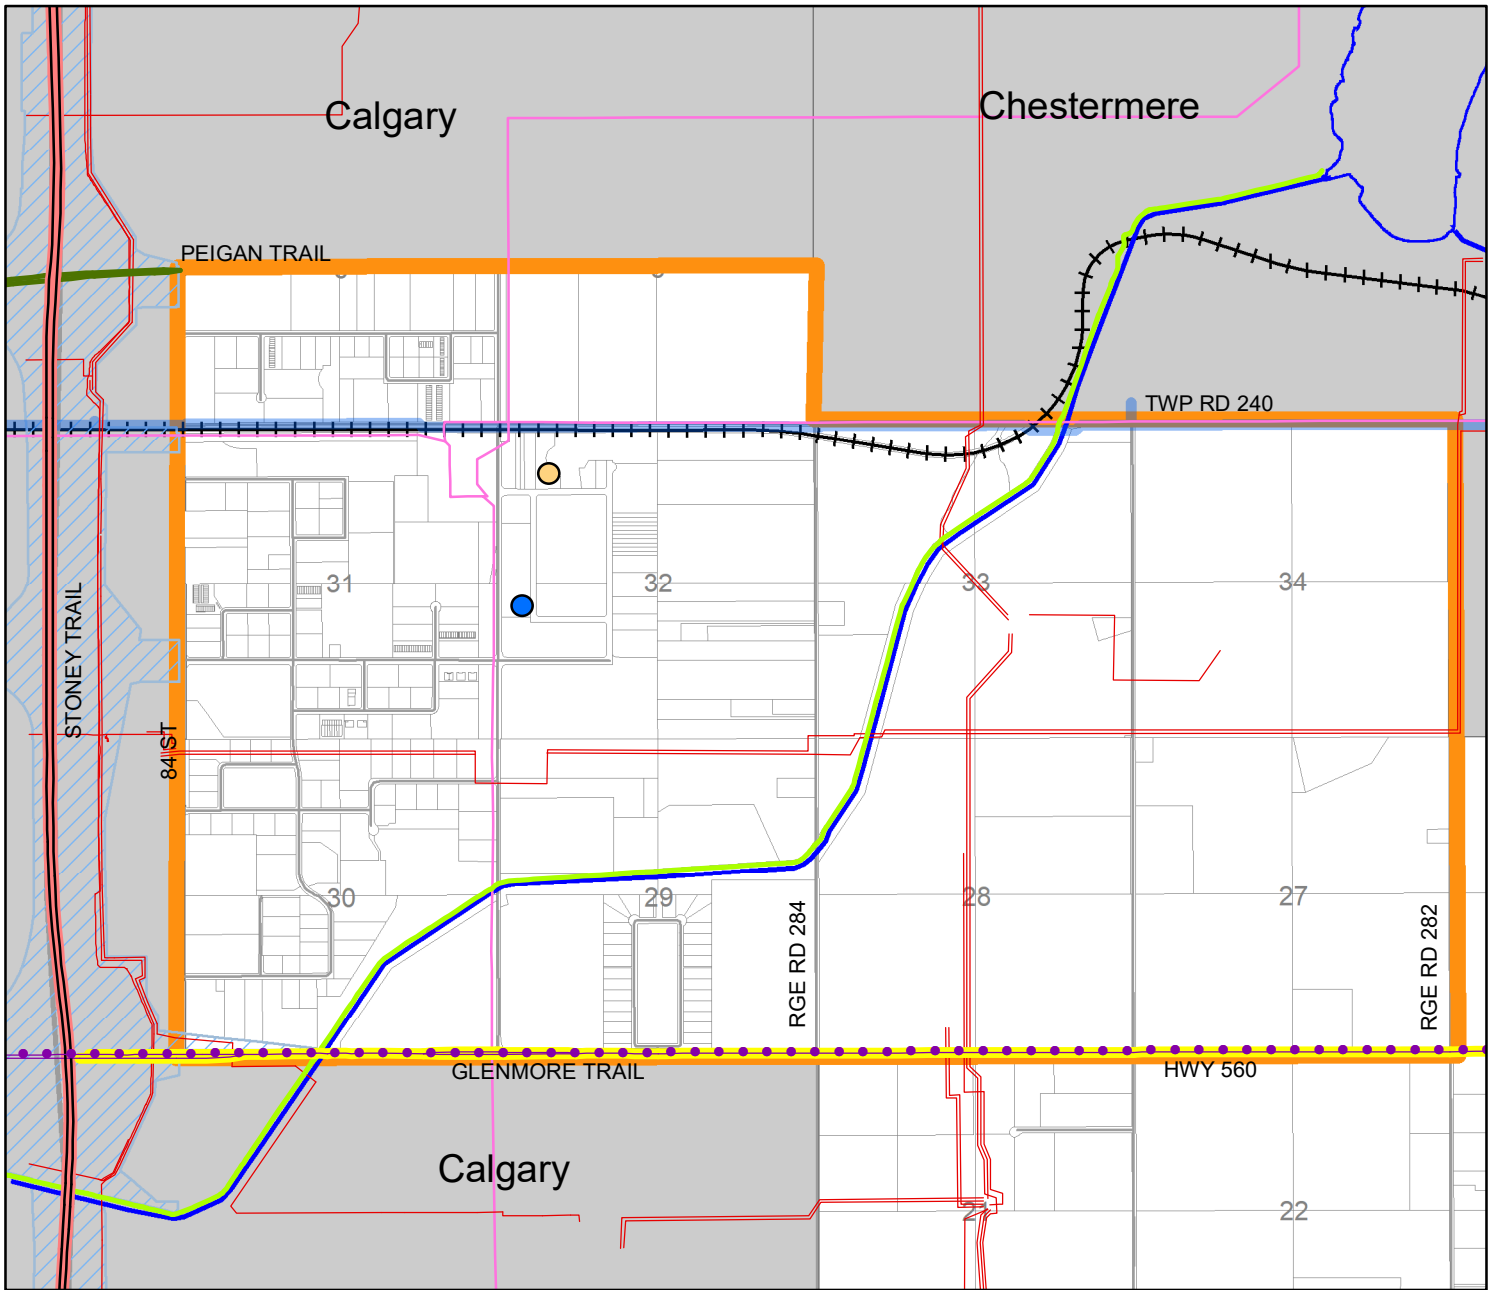 Calgary
Chestermere
PEIGAN TRAIL
TWP RD 240
31
32
33
34
STONEY TRAIL
84 ST
30
29
28
27
RGE RD 284
RGE RD 282
GLENMORE TRAIL
HWY 560
Calgary
22